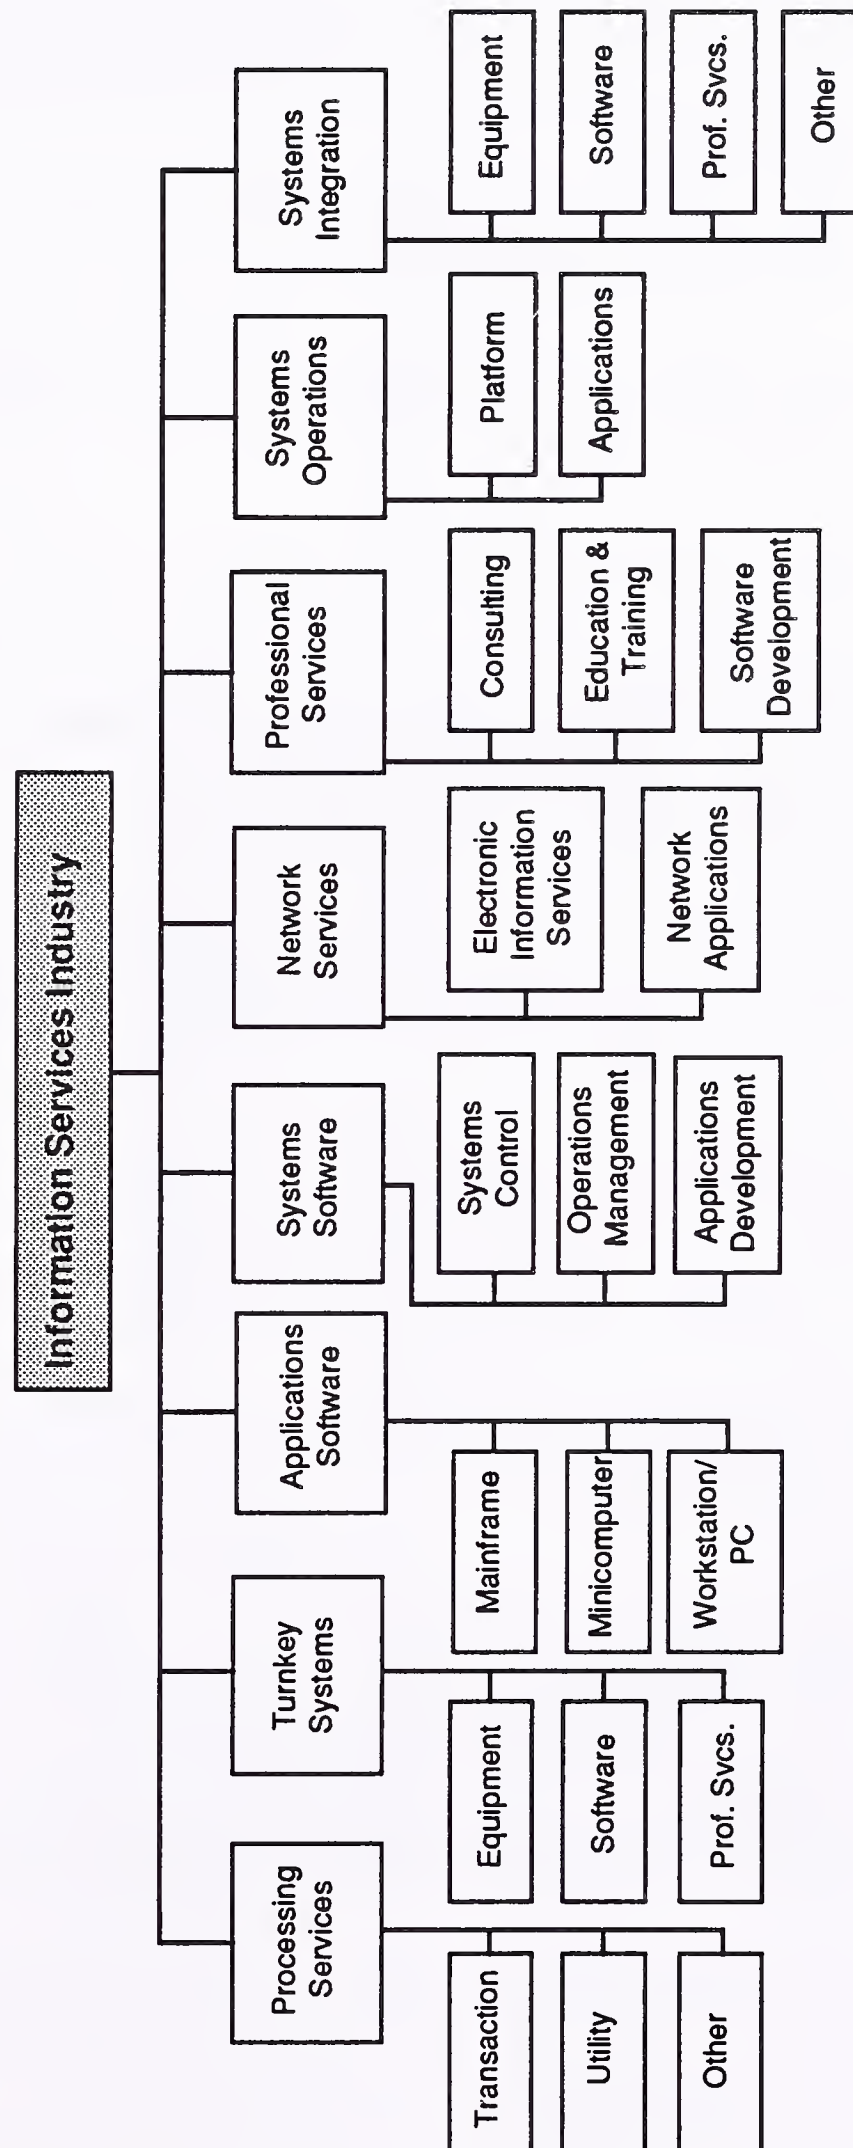 Information Services Industry
Processing
Services
Transaction
Utility
Other
Turnkey
Systems
Equipment
Software
Prof. Svcs.
Applications
Software
Mainframe
Minicomputer
Workstation/
PC
Systems
Software
Systems
Control
Operations
Management
Applications
Development
Network
Services
Electronic
Information
Services
Network
Applications
Professional
Services
Consulting
Education &
Training
Software
Development
Systems
Operations
Platform
Applications
Systems
Integration
Equipment
Software
Prof. Svcs.
Other